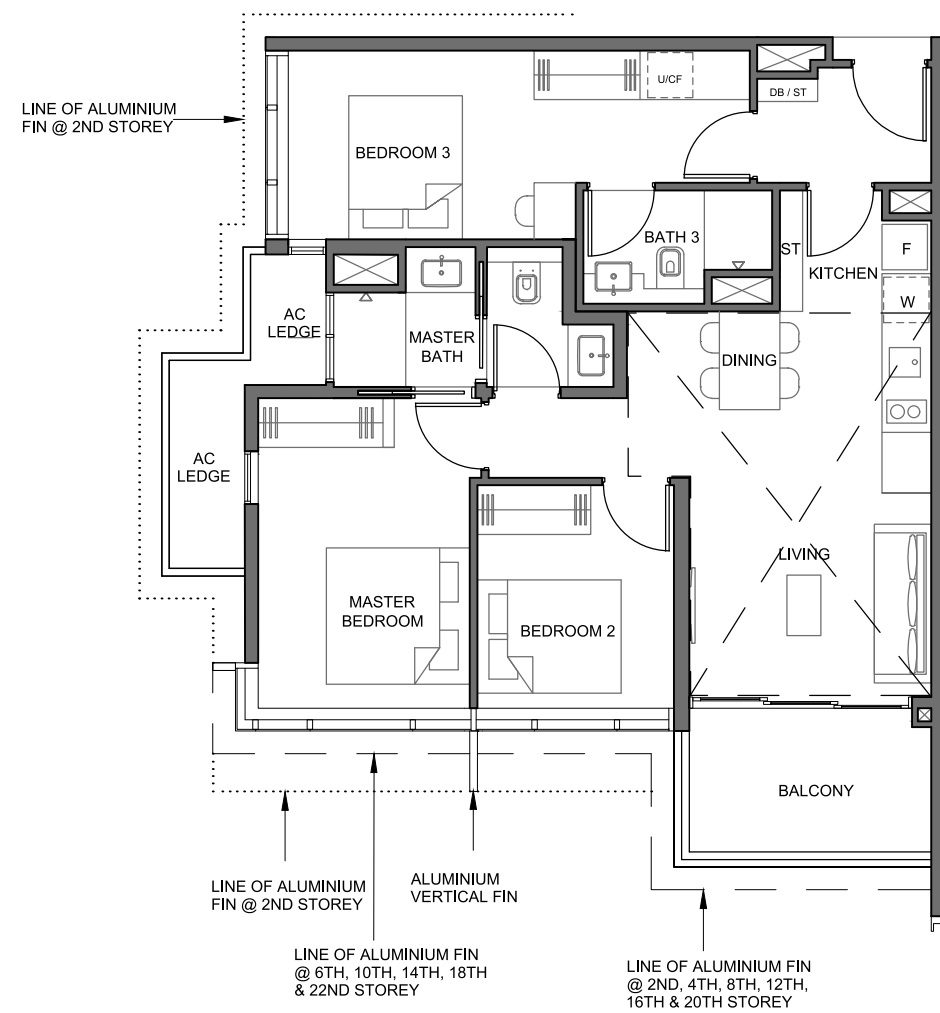 U/CF
DB / ST
LINE OF ALUMINIUM
FIN @ 2ND STOREY
BEDROOM 3
BATH 3
ST
KITCHEN
F
W
AC
LEDGE
MASTER
BATH
DINING
AC
LEDGE
LIVING
MASTER
BEDROOM
BEDROOM 2
BALCONY
LINE OF ALUMINIUM
FIN @ 2ND STOREY
ALUMINIUM
VERTICAL FIN
LINE OF ALUMINIUM FIN
@ 6TH, 10TH, 14TH, 18TH
& 22ND STOREY
LINE OF ALUMINIUM FIN
@ 2ND, 4TH, 8TH, 12TH,
16TH & 20TH STOREY